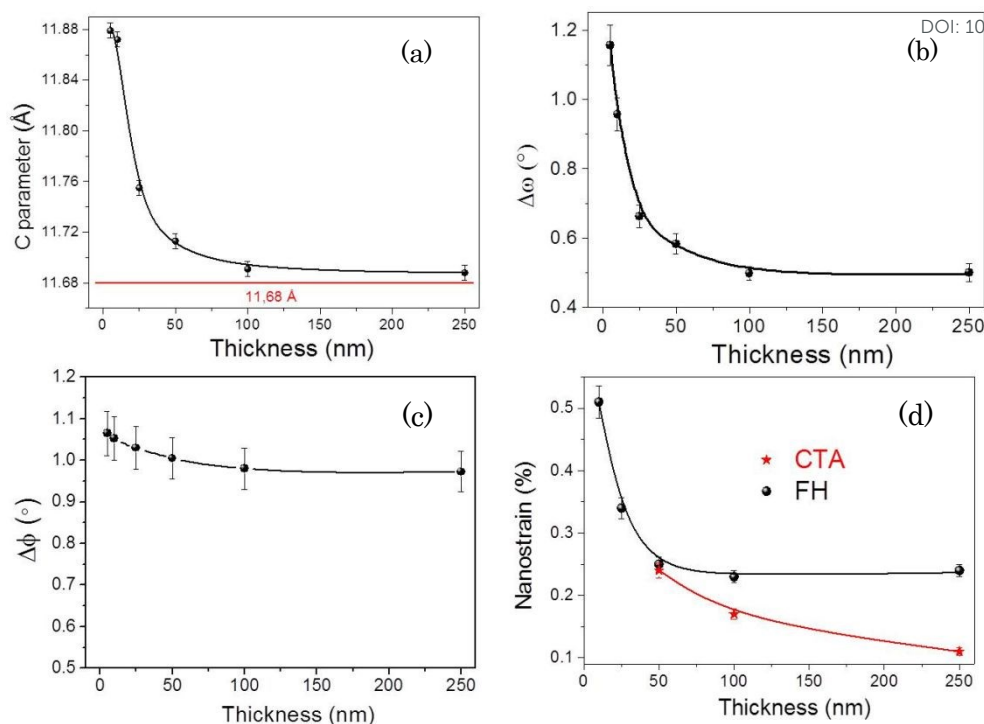 DOI: 10
(a)
C parameter (Å)
11.88
11.84
11.80
11.76
11.72
11.68
11,68 Å
0 50 100 150 200 250
Thickness (nm)
(b)
Δω (°)
1.2
1.0
0.8
0.6
0.4
0 50 100 150 200 250
Thickness (nm)
(c)
Δϕ (°)
1.2
1.1
1.0
0.9
0.8
0.7
0.6
0.5
0 50 100 150 200 250
Thickness (nm)
(d)
Nanostrain (%)
0.5
0.4
0.3
0.2
0.1
CTA
FH
0 50 100 150 200 250
Thickness (nm)